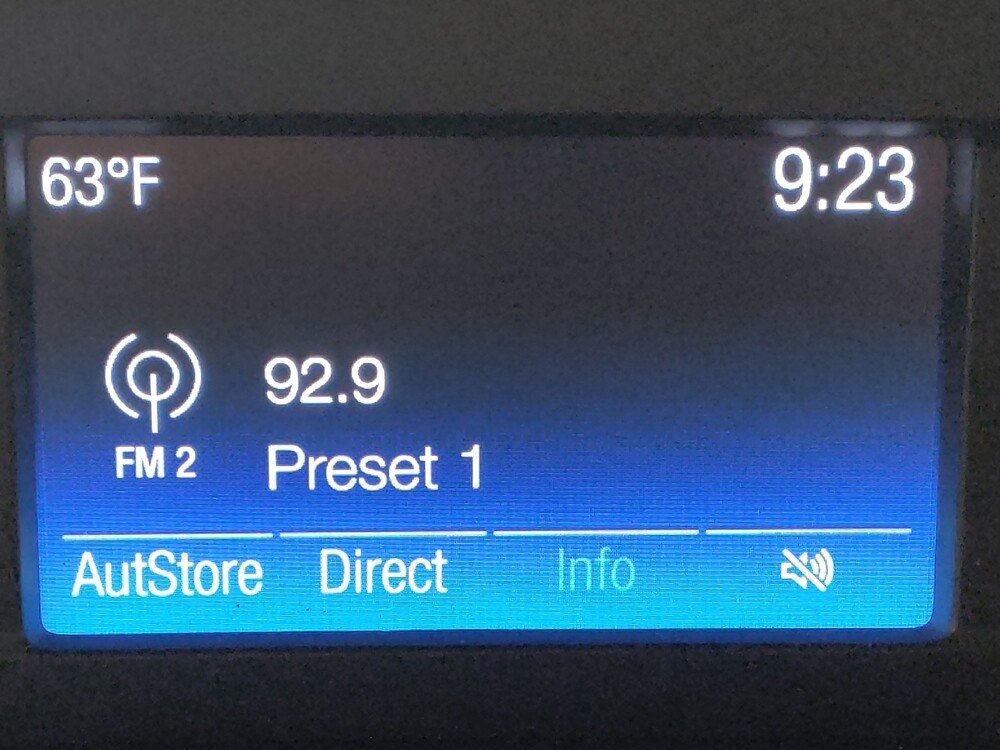 63°F 9:23
92.9
FM 2 Preset 1
AutStore Direct Info